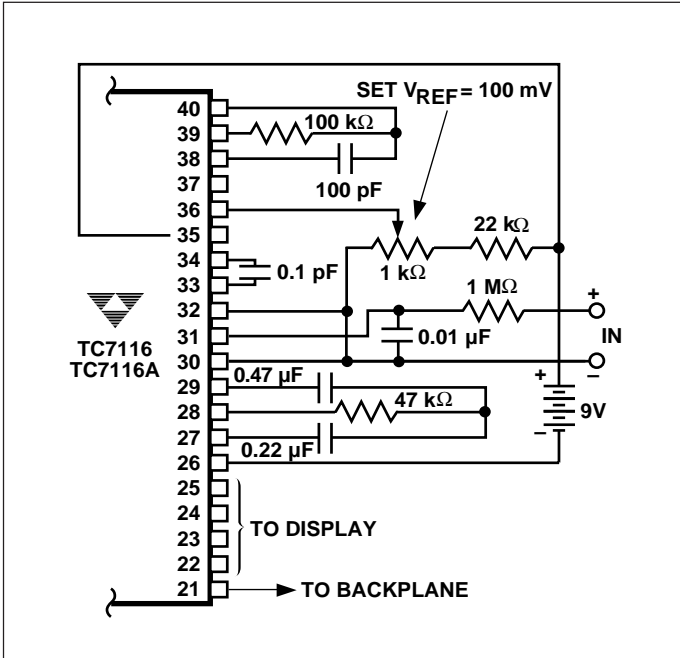 SET VREF = 100 mV
40
39
100 kΩ
38
37
100 pF
36
22 kΩ
35
34
0.1 pF
1 kΩ
33
1 MΩ
32
+
31
0.01 µF
IN
TC7116
TC7116A
30
–
29
0.47 µF
+
28
47 kΩ
9V
27
–
0.22 µF
26
25
24
TO DISPLAY
23
22
21
TO BACKPLANE